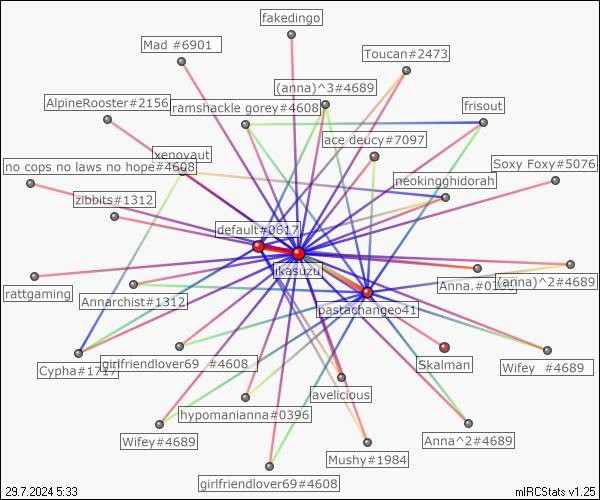 fakedingo
Mad #6901
Toucan#2473
(anna)^3#4689
AlpineRooster#2156
ramshackle gorey#4608
frisout
ace deucy#7097
xenovaut
no cops no laws no hope#4608
Soxy Foxy#5076
neokingghidorah
zibbits#1312
default#0617
ikasuzu
rattgaming
Annarchist#1312
Anna.
(anna)^2#4689
pastachangeo41
Cypha#1717
girlfriendlover69 #4608
Skalman
Wifey #4689
avelicious
hypomanianna#0396
Wifey#4689
Anna^2#4689
Mushy#1984
girlfriendlover69#4608
29.7.2024 5:33
mIRCStats v1.25